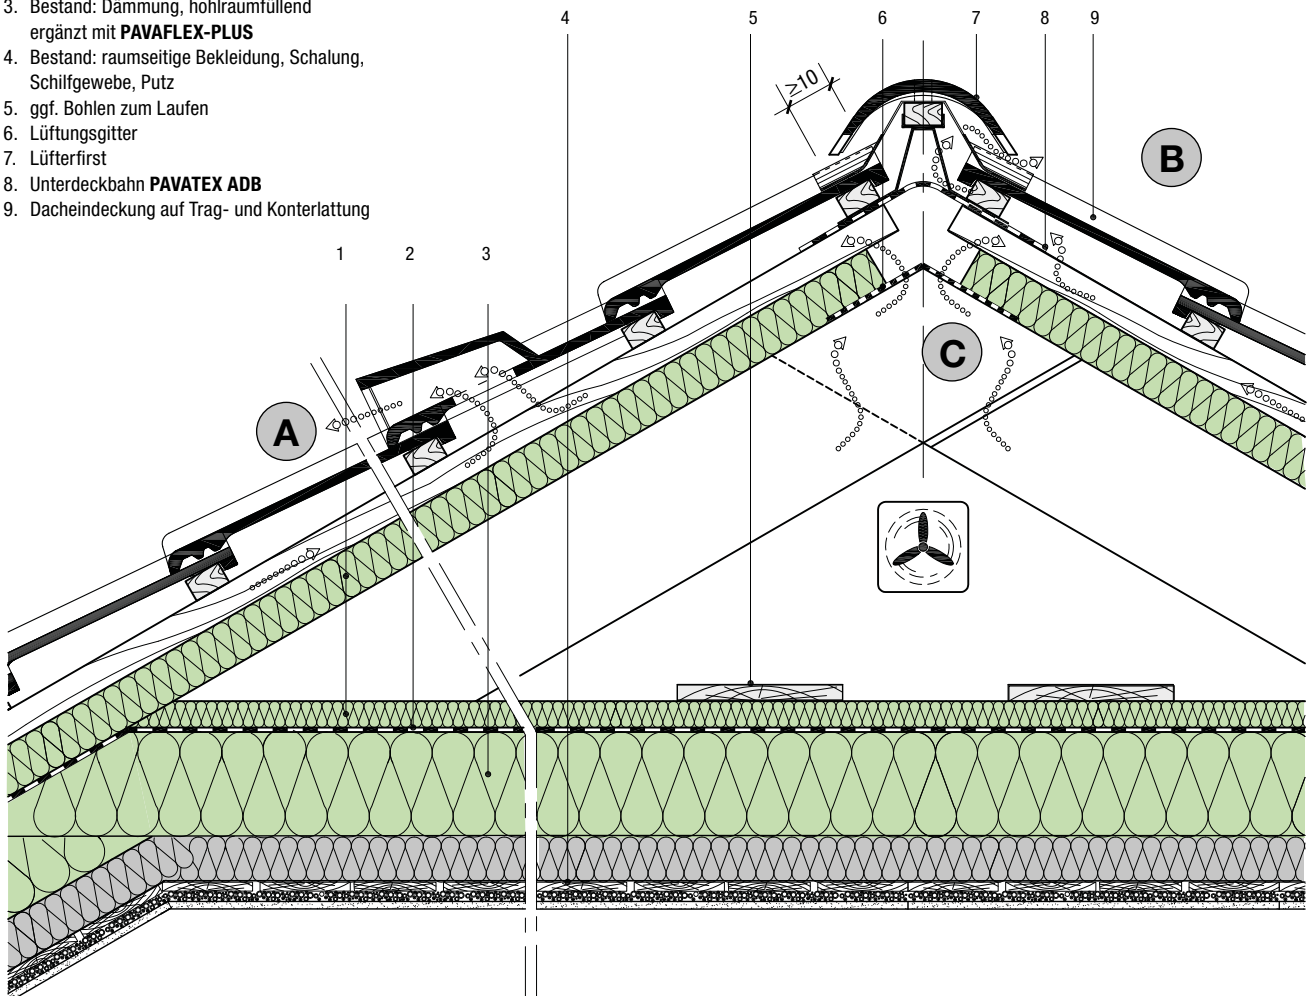 3. Bestand: Dämmung, hohlraumfüllend
ergänzt mit PAVAFLEX-PLUS
4. Bestand: raumseitige Bekleidung, Schalung,
Schilfgewebe, Putz
5. ggf. Bohlen zum Laufen
6. Lüftungsgitter
7. Lüfterfirst
8. Unterdeckbahn PAVATEX ADB
9. Dacheindeckung auf Trag- und Konterlattung
4 5 6 7 8 9
≥10
B
1 2 3
C
A